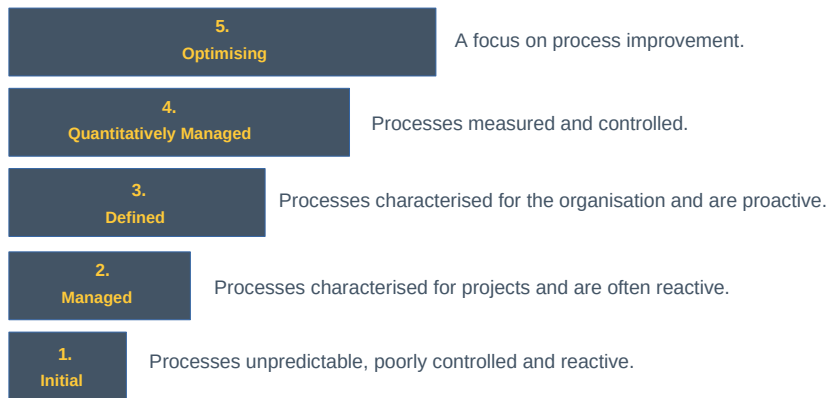 5.
Optimising
A focus on process improvement.
4.
Quantitatively Managed
Processes measured and controlled.
3.
Defined
Processes characterised for the organisation and are proactive.
2.
Managed
Processes characterised for projects and are often reactive.
1.
Initial
Processes unpredictable, poorly controlled and reactive.